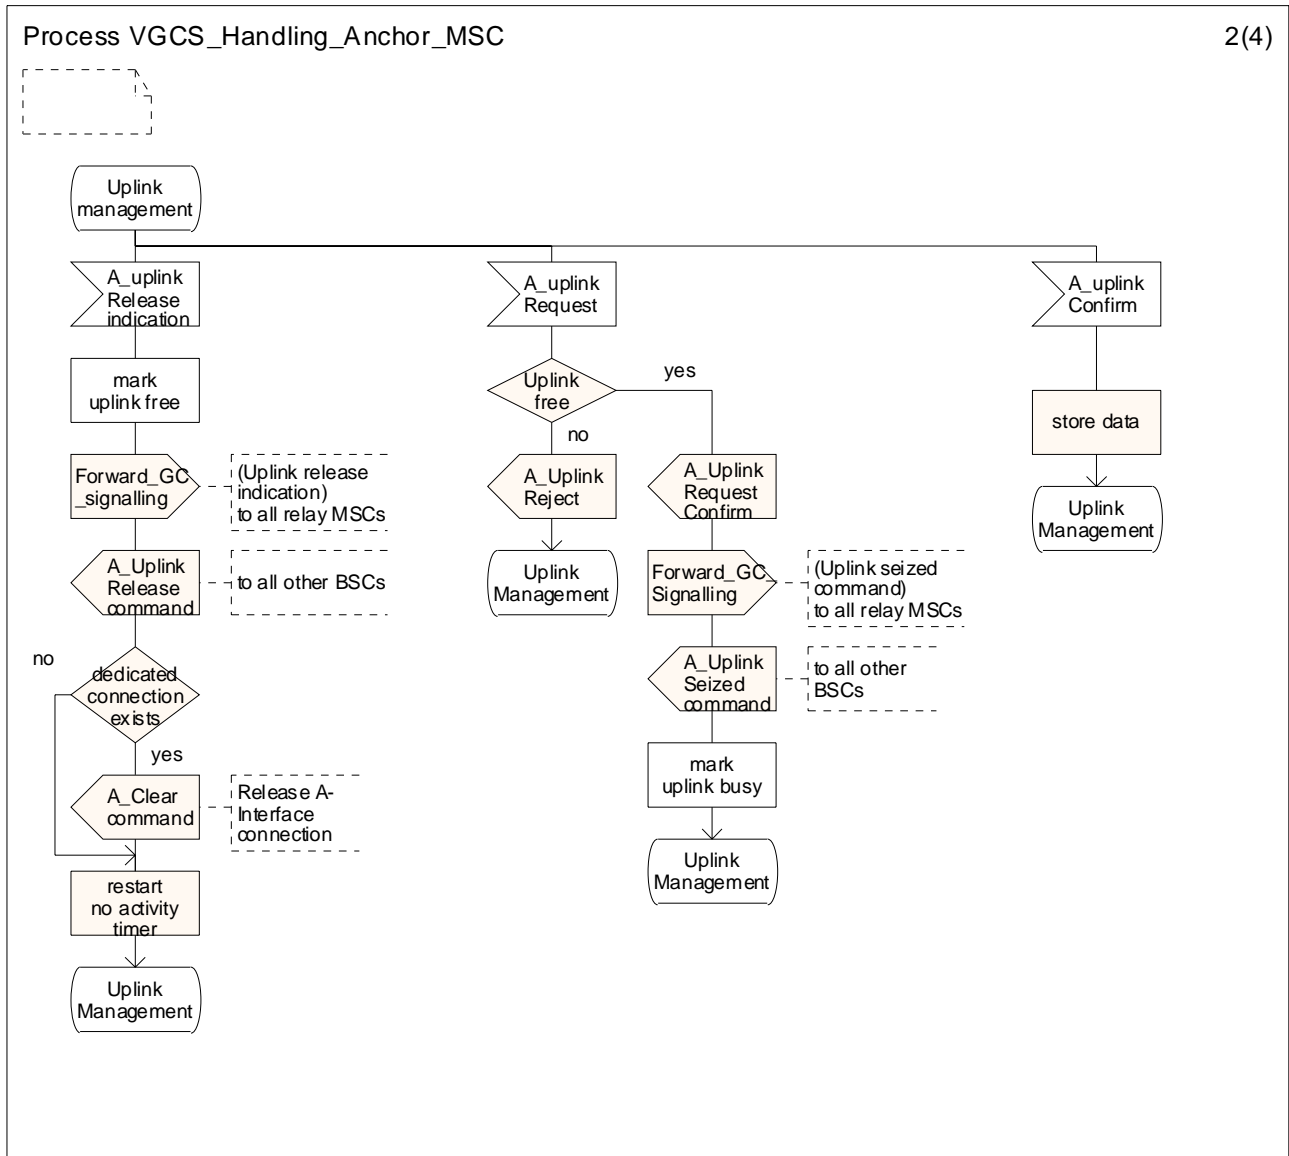 Process VGCS_Handling_Anchor_MSC
2(4)
Uplink
management
A_uplink
Release
indication
mark
uplink free
Forward_GC
_signalling
(Uplink release
indication)
to all relay MSCs
A_Uplink
Release
command
to all other BSCs
no
dedicated
connection
exists
yes
A_Clear
command
Release A-
Interface
connection
restart
no activity
timer
Uplink
Management
A_uplink
Request
Uplink
free
yes
no
A_Uplink
Reject
Uplink
Management
A_Uplink
Request
Confirm
Forward_GC_
Signalling
(Uplink seized
command)
to all relay MSCs
A_Uplink
Seized
command
to all other
BSCs
mark
uplink busy
Uplink
Management
A_uplink
Confirm
store data
Uplink
Management